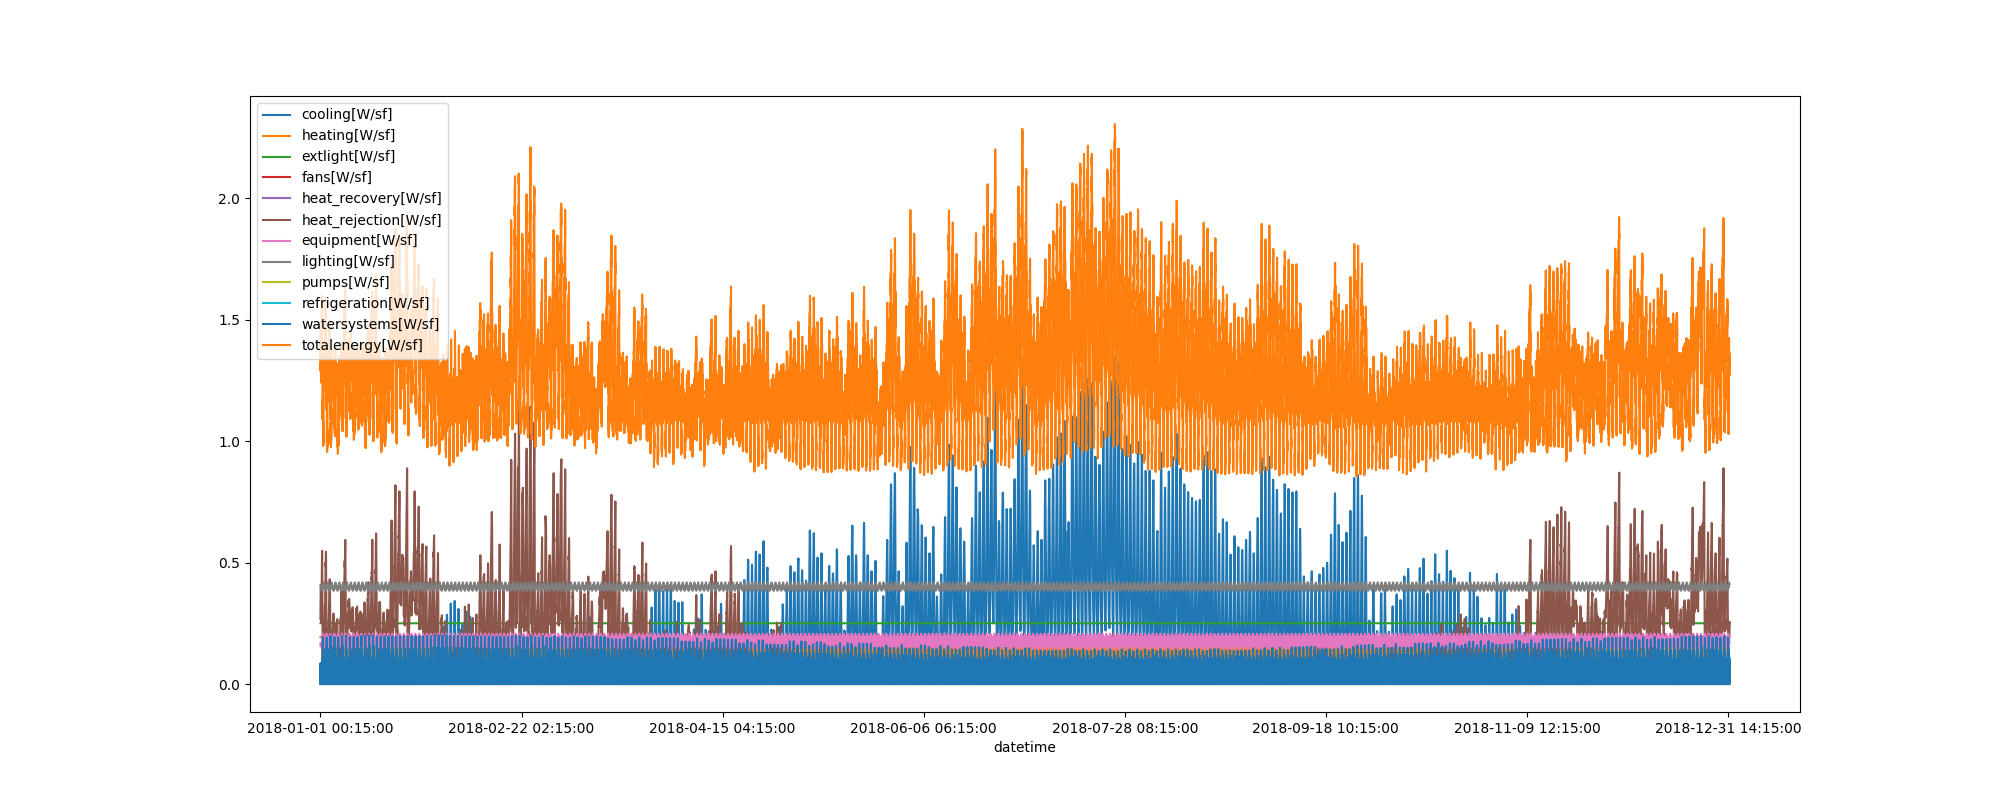 cooling[W/sf]
heating[W/sf]
extlight[W/sf]
fans[W/sf]
heat_recovery[W/sf]
heat_rejection[W/sf]
equipment[W/sf]
lighting[W/sf]
pumps[W/sf]
refrigeration[W/sf]
watersystems[W/sf]
totalenergy[W/sf]
2.0
1.5
1.0
0.5
0.0
2018-01-01 00:15:00 2018-02-22 02:15:00 2018-04-15 04:15:00 2018-06-06 06:15:00 2018-07-28 08:15:00 2018-09-18 10:15:00 2018-11-09 12:15:00 2018-12-31 14:15:00
datetime